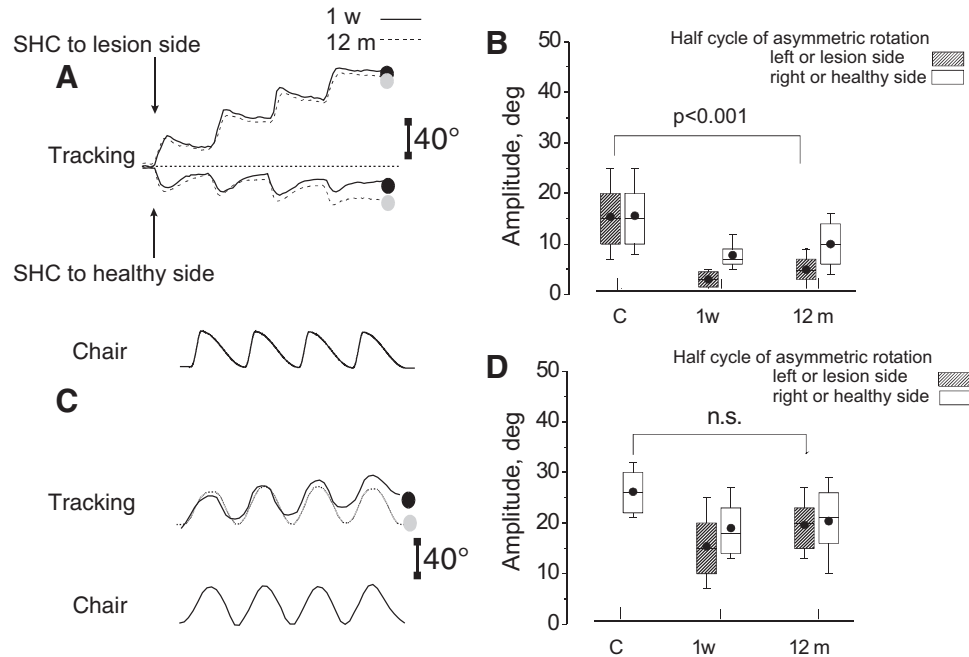 1 w
12 m
SHC to lesion side
A
Tracking
40°
SHC to healthy side
Chair
B
Half cycle of asymmetric rotation
left or lesion side
right or healthy side
p<0.001
Amplitude, deg
50
40
30
20
10
0
C
1w
12 m
C
Tracking
40°
Chair
D
Half cycle of asymmetric rotation
left or lesion side
right or healthy side
n.s.
Amplitude, deg
50
40
30
20
10
0
C
1w
12 m